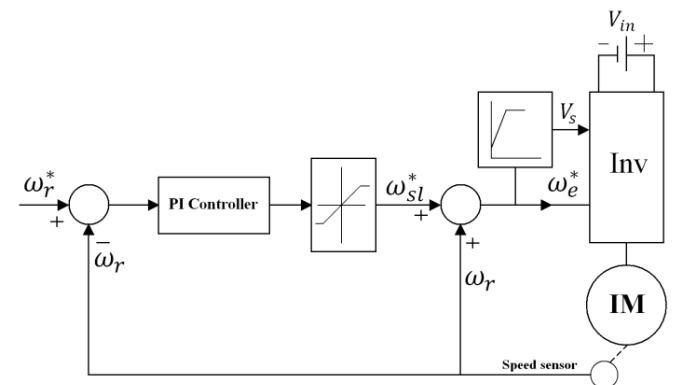 V_in
− +
V_s
Inv
ω_r^*
+
−
ω_r
PI Controller
ω_sl^*
+
+
ω_r
ω_e^*
IM
Speed sensor